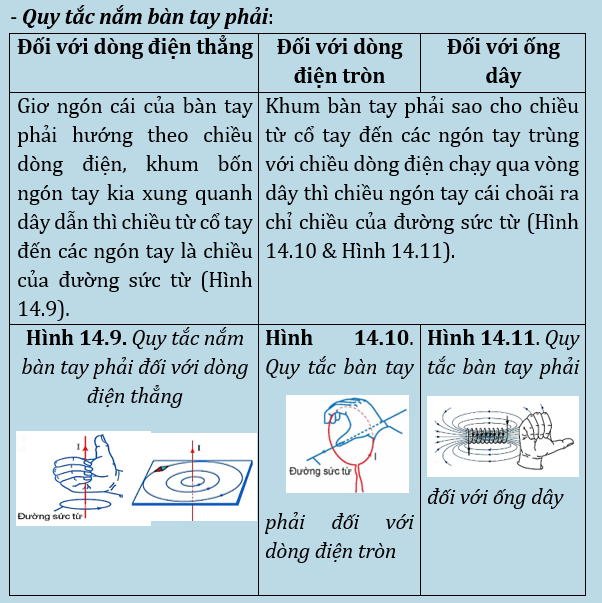 - Quy tắc nắm bàn tay phải:
Đối với dòng điện thẳng
Đối với dòng
điện tròn
Đối với ống
dây
Giơ ngón cái của bàn tay
phải hướng theo chiều
dòng điện, khum bốn
ngón tay kia xung quanh
dây dẫn thì chiều từ cổ tay
đến các ngón tay là chiều
của đường sức từ (Hình
14.9).
Khum bàn tay phải sao cho chiều
từ cổ tay đến các ngón tay trùng
với chiều dòng điện chạy qua vòng
dây thì chiều ngón tay cái choãi ra
chỉ chiều của đường sức từ (Hình
14.10 & Hình 14.11).
Hình 14.9. Quy tắc nắm
bàn tay phải đối với dòng
điện thẳng
I
Đường sức từ
I
Hình 14.10.
Quy tắc bàn tay
I
Đường sức từ
phải đối với
dòng điện tròn
Hình 14.11. Quy
tắc bàn tay phải
đối với ống dây